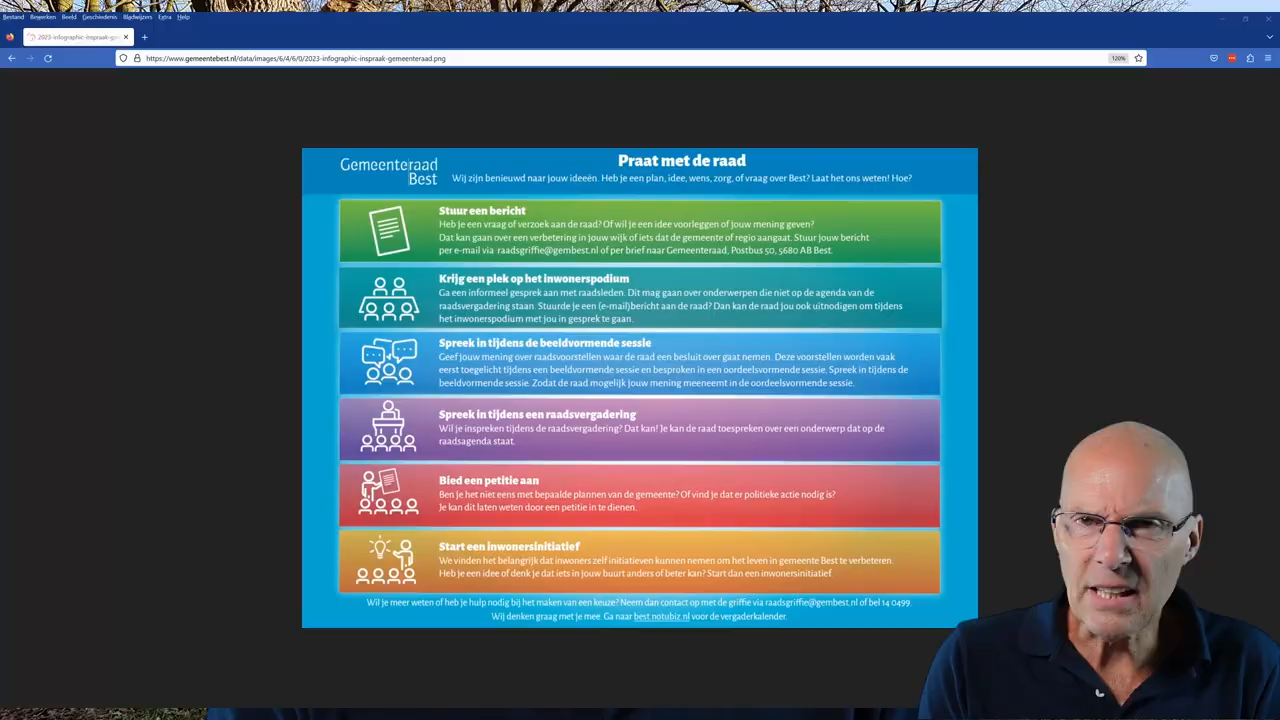 Bestand Bewerken Beeld Geschiedenis Bladwijzers Extra Help
2023-infographic-inspraak-ge
https://www.gemeentebest.nl/data/images/6/4/6/0/2023-infographic-inspraak-gemeenteraad.png 120%
Gemeenteraad
Best
Praat met de raad
Wij zijn benieuwd naar jouw ideeën. Heb je een plan, idee, wens, zorg, of vraag over Best? Laat het ons weten! Hoe?
Stuur een bericht
Heb je een vraag of verzoek aan de raad? Of wil je een idee voorleggen of jouw mening geven?
Dat kan gaan over een verbetering in jouw wijk of iets dat de gemeente of regio aangaat. Stuur jouw bericht
per e-mail via raadsgriffie@gembest.nl of per brief naar Gemeenteraad, Postbus 50, 5680 AB Best.
Krijg een plek op het inwonerspodium
Ga een informeel gesprek aan met raadsleden. Dit mag gaan over onderwerpen die niet op de agenda van de
raadsvergadering staan. Stuurde je een (e-mail)bericht aan de raad? Dan kan de raad jou ook uitnodigen om tijdens
het inwonerspodium met jou in gesprek te gaan.
Spreek in tijdens de beeldvormende sessie
Geef jouw mening over raadsvoorstellen waar de raad een besluit over gaat nemen. Deze voorstellen worden vaak
eerst toegelicht tijdens een beeldvormende sessie en besproken in een oordeelsvormende sessie. Spreek in tijdens de
beeldvormende sessie. Zodat de raad mogelijk jouw mening meeneemt in de oordeelsvormende sessie.
Spreek in tijdens een raadsvergadering
Wil je inspreken tijdens de raadsvergadering? Dat kan! Je kan de raad toespreken over een onderwerp dat op de
raadsagenda staat.
Bied een petitie aan
Ben je het niet eens met bepaalde plannen van de gemeente? Of vind je dat er politieke actie nodig is?
Je kan dit laten weten door een petitie in te dienen.
Start een inwonersinitiatief
We vinden het belangrijk dat inwoners zelf initiatieven kunnen nemen om het leven in gemeente Best te verbeteren.
Heb je een idee of denk je dat iets in jouw buurt anders of beter kan? Start dan een inwonersinitiatief.
Wil je meer weten of heb je hulp nodig bij het maken van een keuze? Neem dan contact op met de griffie via raadsgriffie@gembest.nl of bel 14 0499.
Wij denken graag met je mee. Ga naar best.notubiz.nl voor de vergaderkalender.